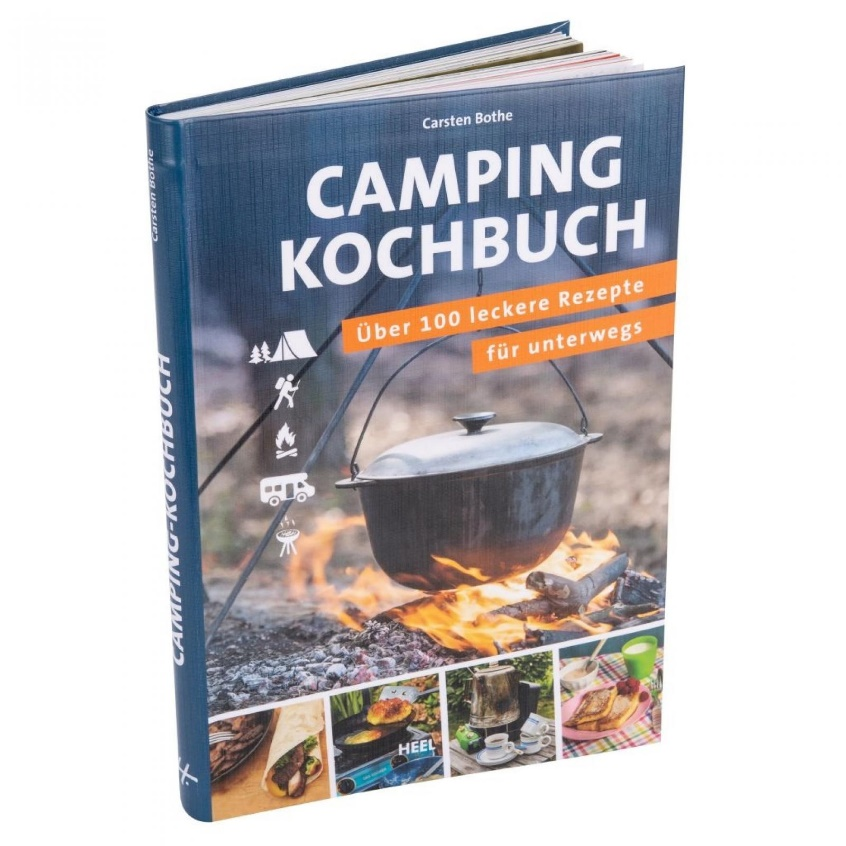 Carsten Bothe
CAMPING
KOCHBUCH
Über 100 leckere Rezepte
für unterwegs
HEEL
Carsten Bothe
CAMPING-KOCHBUCH
H.